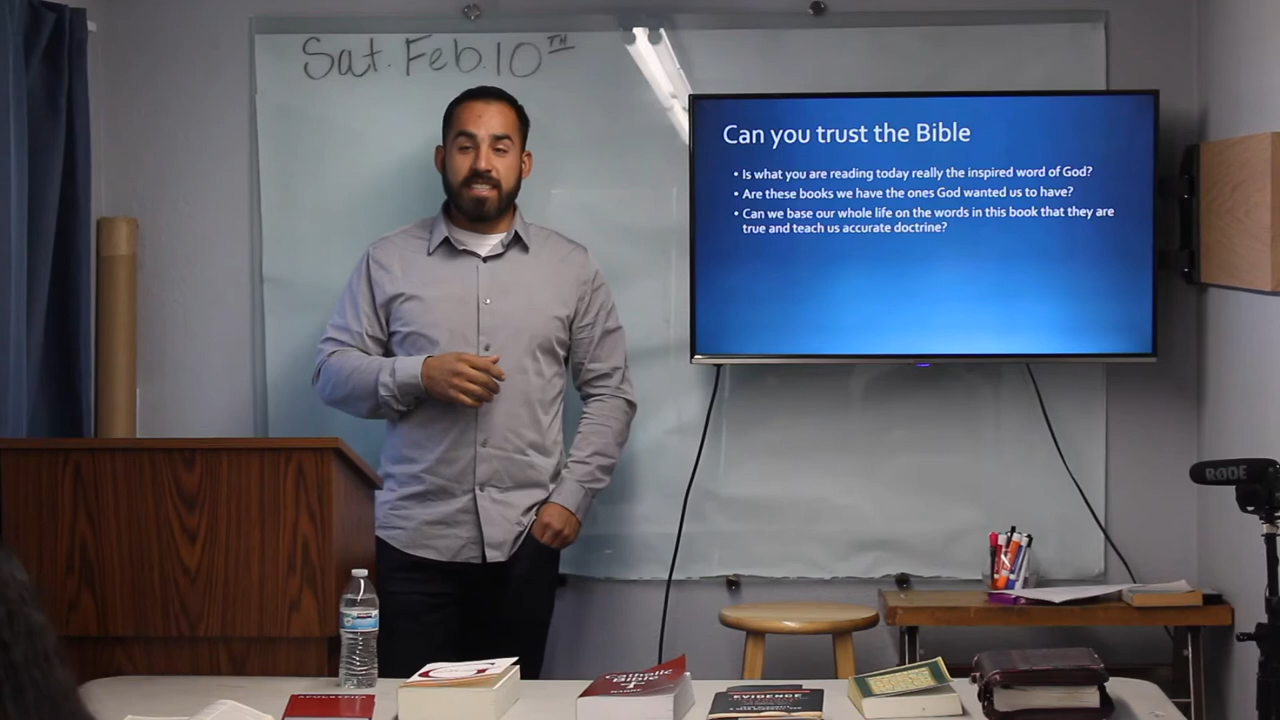 Sat. Feb. 10TH
Can you trust the Bible
• Is what you are reading today really the inspired word of God?
• Are these books we have the ones God wanted us to have?
• Can we base our whole life on the words in this book that they are
true and teach us accurate doctrine?
RØDE
APOCRYPHA
G
Catholic
Bible
EVIDENCE